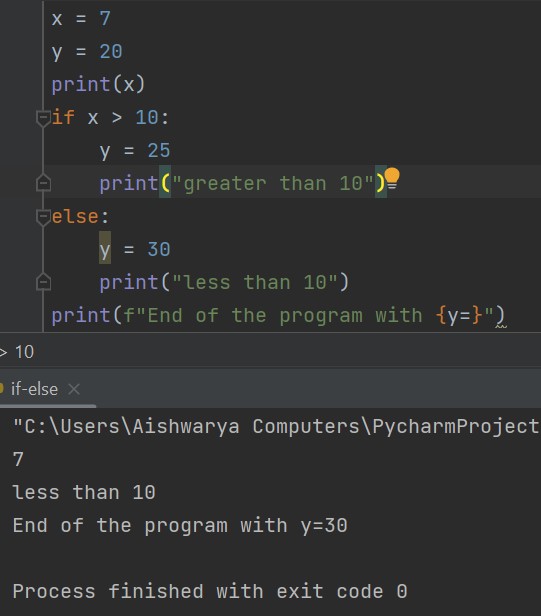 x = 7
y = 20
print(x)
if x > 10:
    y = 25
    print("greater than 10")
else:
    y = 30
    print("less than 10")
print(f"End of the program with {y=}")
> 10
if-else ×
"C:\Users\Aishwarya Computers\PycharmProject
7
less than 10
End of the program with y=30
Process finished with exit code 0